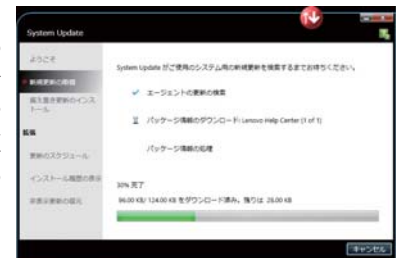 System Update
ようこそ
新規更新の取得
据え置き更新のインストール
拡張
更新のスケジュール
インストール履歴の表示
非表示更新の復元
System Update がご使用のシステム用の新規更新を検索するまでお待ちください。
エージェントの更新の検索
パッケージ情報のダウンロード: Lenovo Help Center (1 of 1)
パッケージ情報の処理
30% 完了
96.00 KB/ 124.00 KB をダウンロード済み, 残りは 28.00 KB
キャンセル